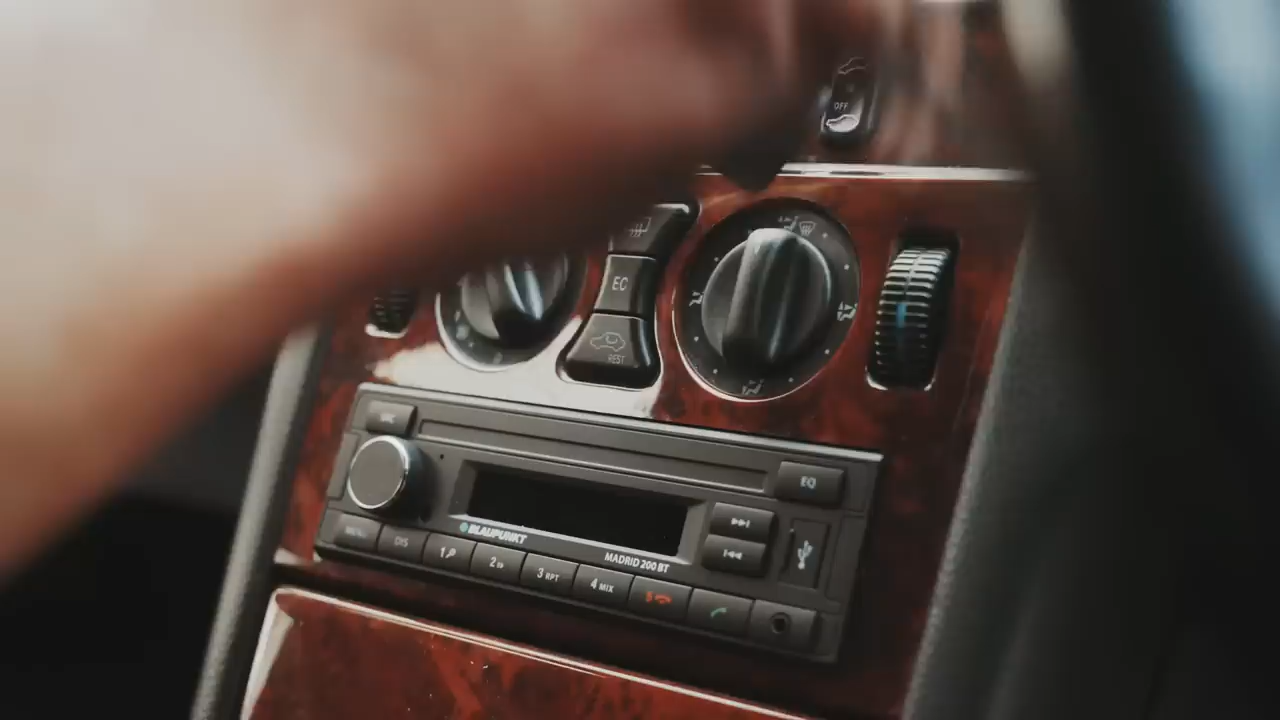 OFF
EC
REST
EQ
BLAUPUNKT
MADRID 200 BT
MENU DIS 1 2 3 RPT 4 MIX